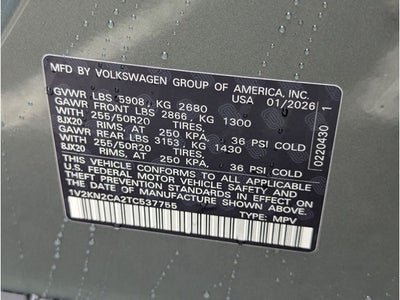 MFD BY VOLKSWAGEN GROUP OF AMERICA, INC.
USA 01/2026
GVWR LBS 5908, KG 2680
GAWR FRONT LBS 2866, KG 1300
255/50R20 TIRES,
8JX20 RIMS, AT 250 KPA, 36 PSI COLD
GAWR REAR LBS 3153, KG 1430
255/50R20 TIRES,
8JX20 RIMS, AT 250 KPA, 36 PSI COLD
THIS VEHICLE CONFORMS TO ALL APPLICABLE
U.S. FEDERAL MOTOR VEHICLE SAFETY AND
THEFT PREVENTION STANDARDS IN EFFECT ON
THE DATE OF MANUFACTURE SHOWN ABOVE.
1V2KN2CA2TC537755
TYPE: MPV
0220430 1